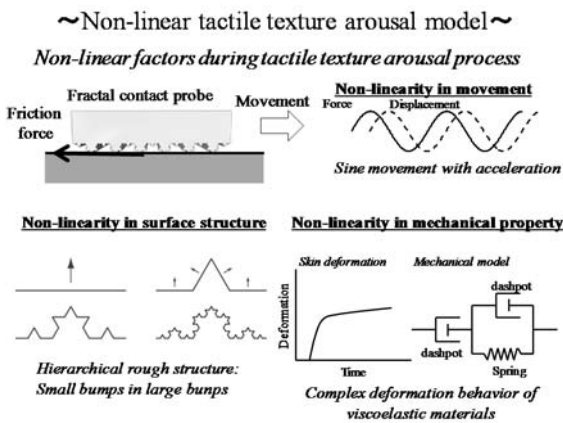 ～Non-linear tactile texture arousal model～
Non-linear factors during tactile texture arousal process
Fractal contact probe
Movement
Friction
force
Non-linearity in movement
Force
Displacement
Sine movement with acceleration
Non-linearity in surface structure
Hierarchical rough structure:
Small bumps in large bunps
Non-linearity in mechanical property
Skin deformation
Mechanical model
Deformation
Time
dashpot
dashpot
Spring
Complex deformation behavior of
viscoelastic materials